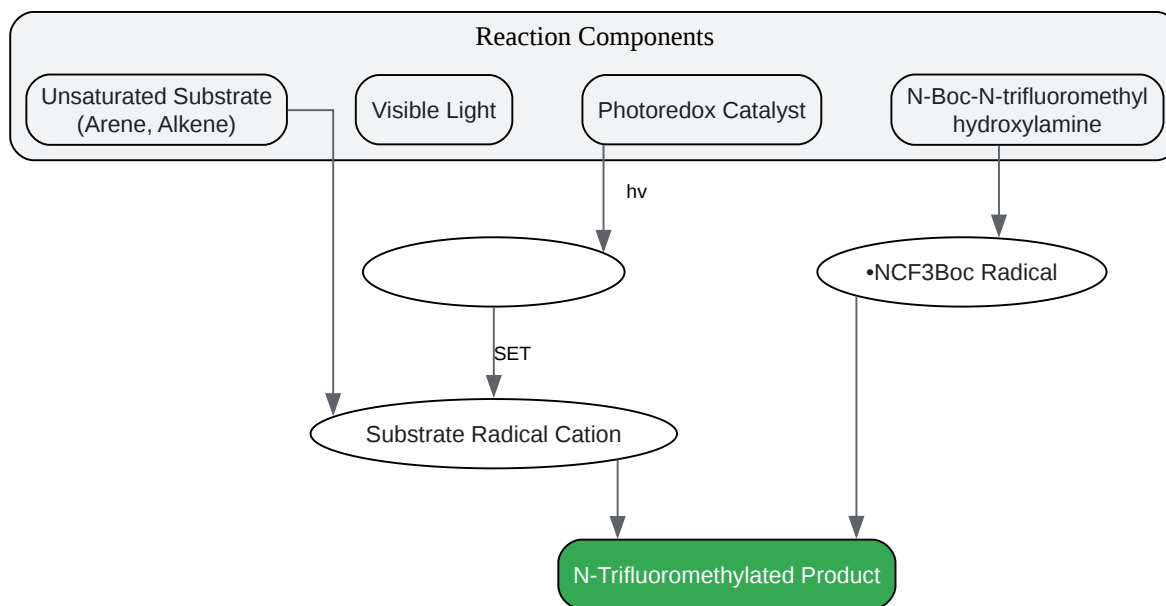 Reaction Components
Unsaturated Substrate
(Arene, Alkene)
Visible Light
Photoredox Catalyst
N-Boc-N-trifluoromethyl
hydroxylamine
hv
•NCF3Boc Radical
SET
Substrate Radical Cation
N-Trifluoromethylated Product